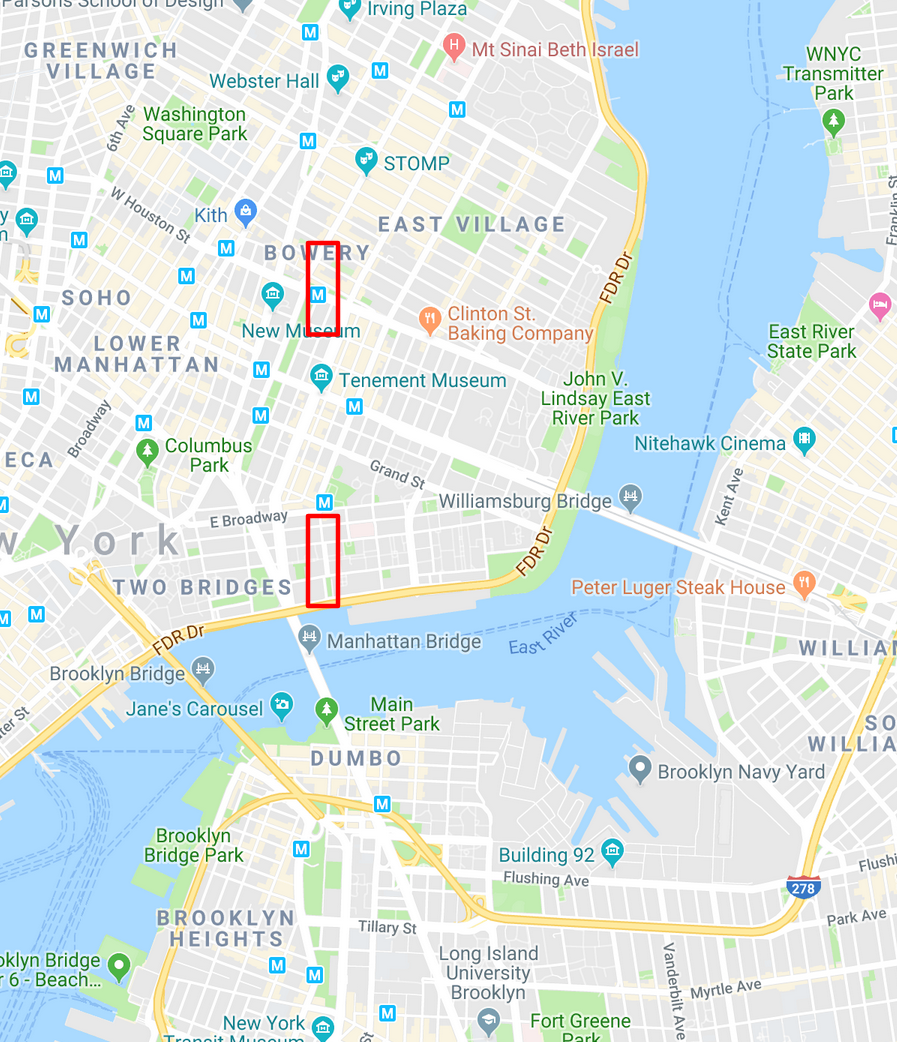 Parsons School of Design
Irving Plaza
GREENWICH
VILLAGE
H
Mt Sinai Beth Israel
M
WNYC
Transmitter
Park
Webster Hall
M
M
6th Ave
Washington
Square Park
M
STOMP
M
W Houston St
Kith
EAST VILLAGE
Franklin St
M
M
BOWERY
FDR Dr
M
SOHO
M
M
M
New Museum
Clinton St.
Baking Company
East River
State Park
LOWER
MANHATTAN
M
Tenement Museum
John V.
Lindsay East
River Park
M
M
M
M
Broadway
Columbus
Park
Nitehawk Cinema
ECA
Grand St
Kent Ave
Williamsburg Bridge
M
E Broadway
w York
FDR Dr
TWO BRIDGES
Peter Luger Steak House
M
M
FDR Dr
Manhattan Bridge
East River
WILLIAM
Brooklyn Bridge
Jane's Carousel
Main
Street Park
ter St
SO
WILLIA
DUMBO
Brooklyn Navy Yard
M
Brooklyn
Bridge Park
M
Building 92
Flushing Ave
Flushi
278
BROOKLYN
HEIGHTS
Park Ave
Tillary St
Long Island
University
Brooklyn
Vanderbilt Ave
oklyn Bridge
r 6 - Beach...
M
M
Myrtle Ave
M
New York
Transit Museum
St
Fort Greene
Park